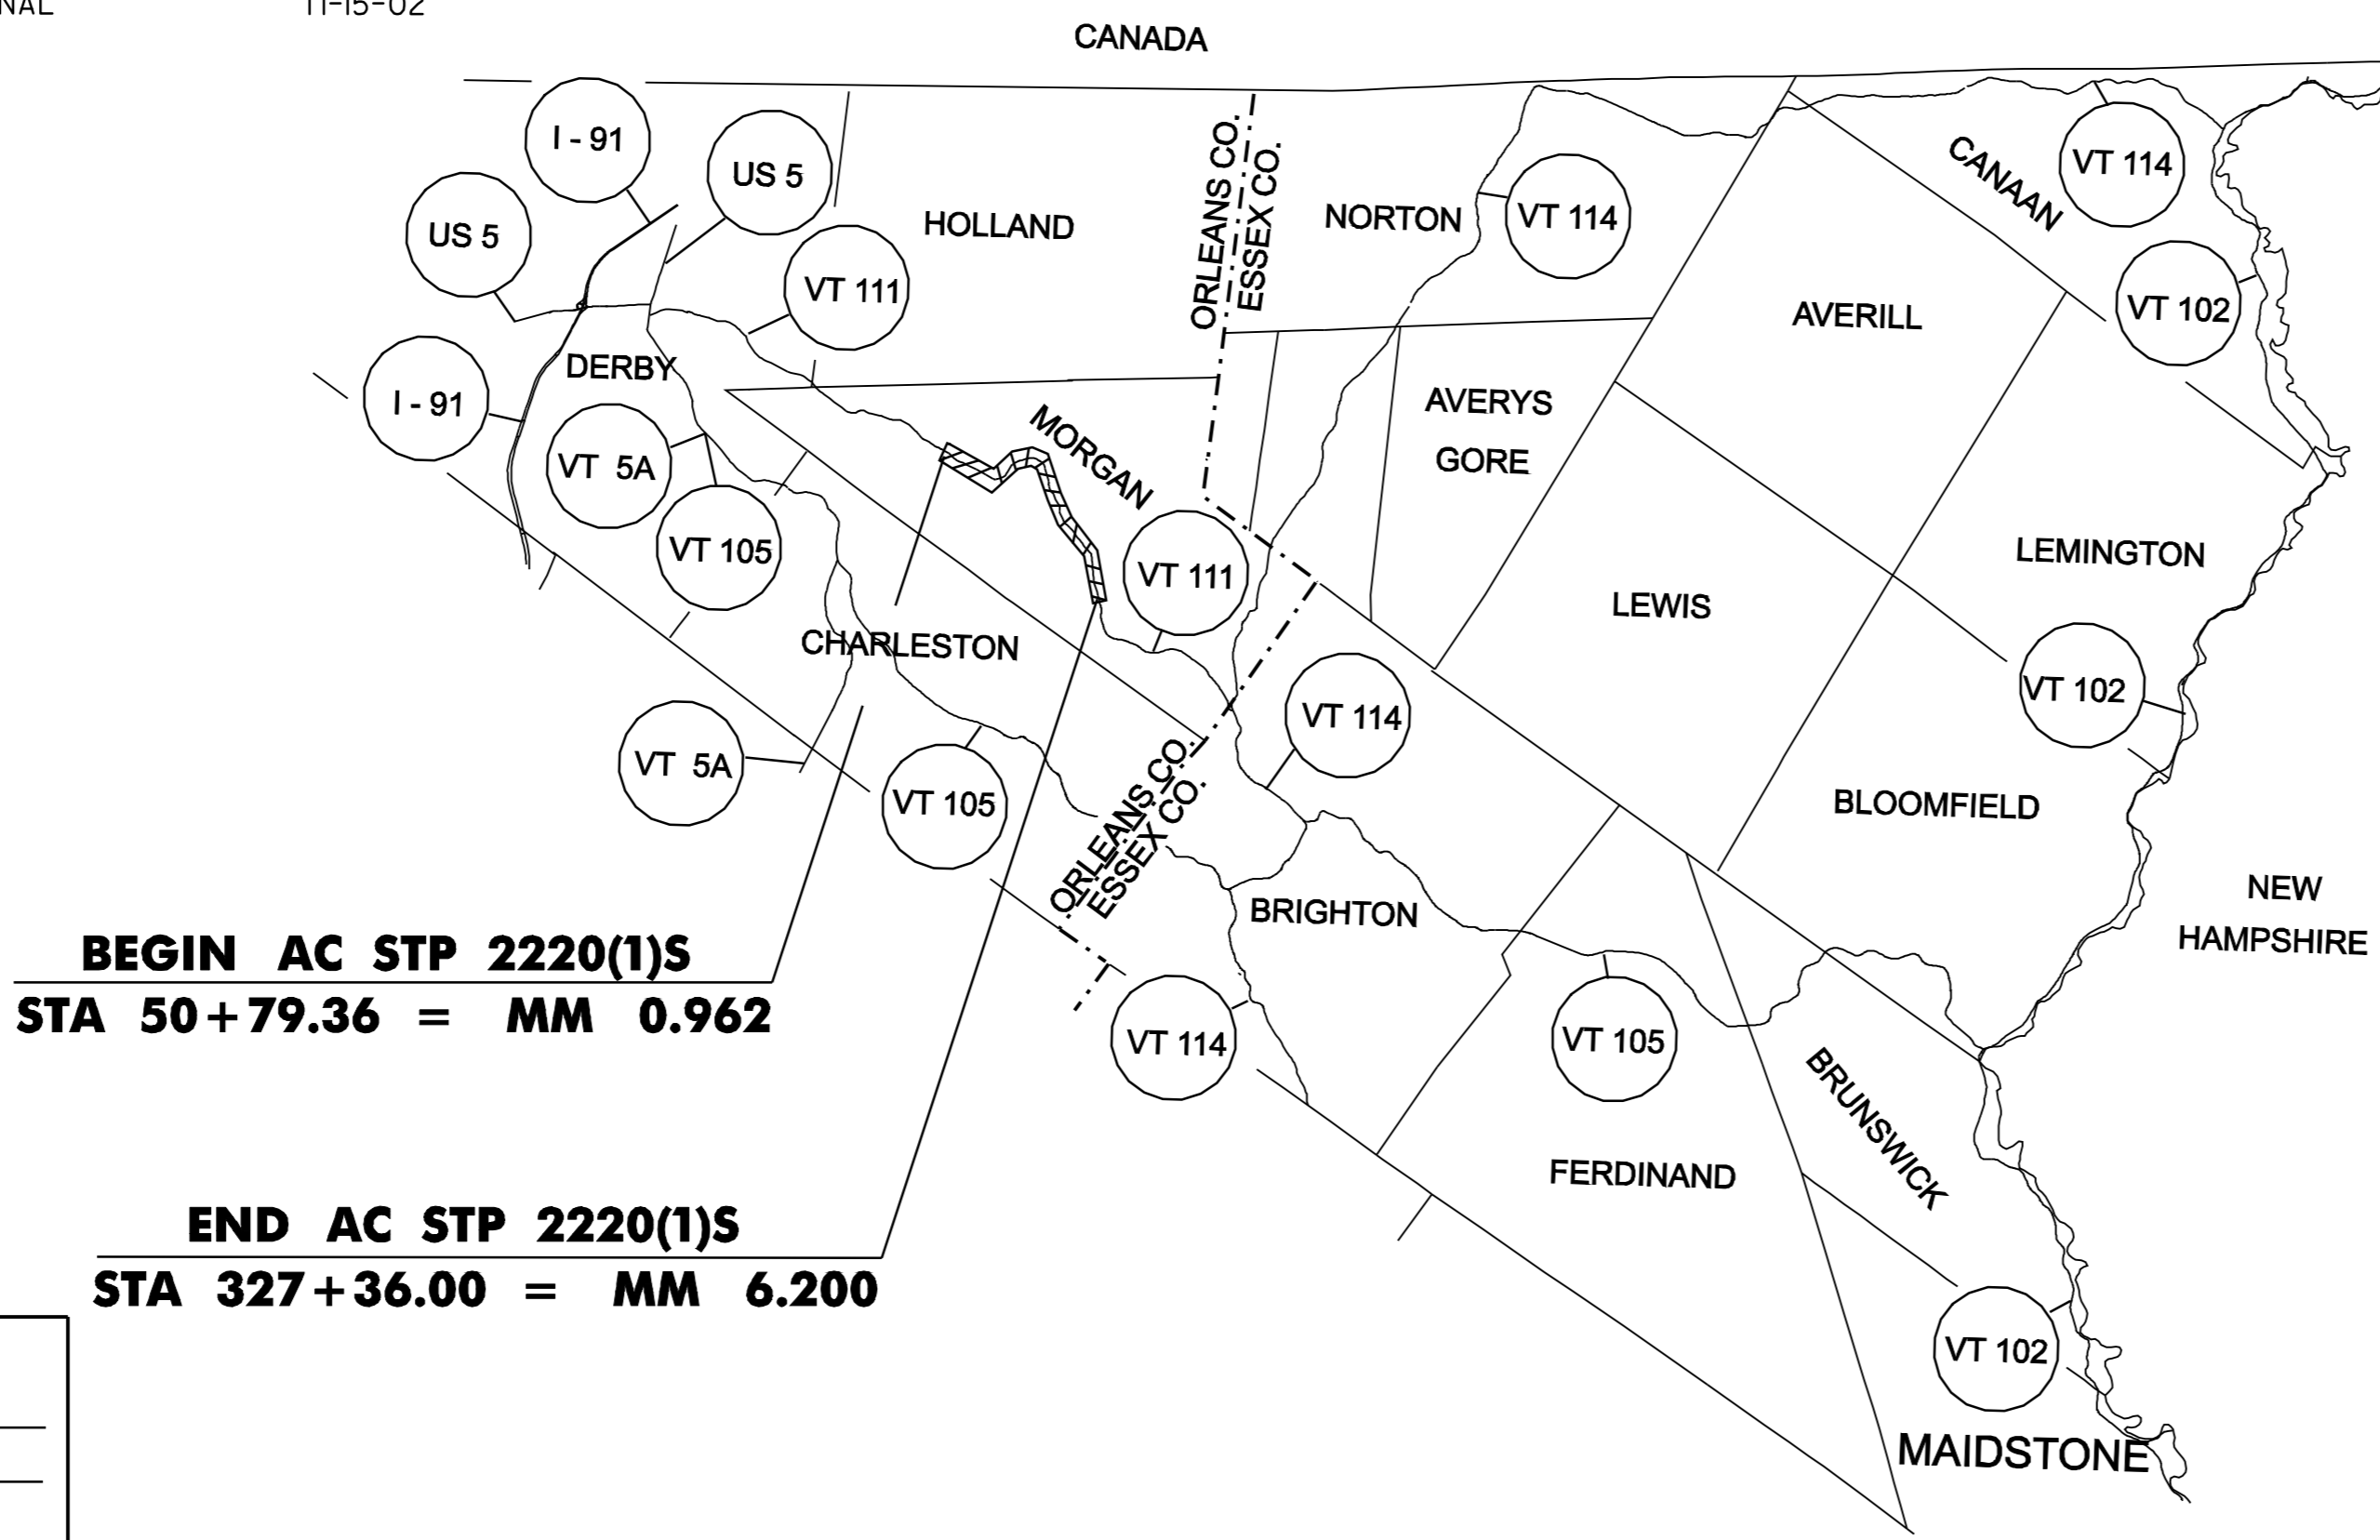 11-15-02
CANADA
I - 91
US 5
US 5
VT 111
HOLLAND
ORLEANS CO.
ESSEX CO.
NORTON
VT 114
CANAAN
VT 114
VT 102
AVERILL
DERBY
I - 91
VT 5A
VT 105
MORGAN
VT 111
AVERYS
GORE
LEWIS
LEMINGTON
VT 102
CHARLESTON
VT 5A
VT 105
VT 114
ORLEANS CO.
ESSEX CO.
BLOOMFIELD
NEW
HAMPSHIRE
BRIGHTON
BEGIN AC STP 2220(1)S
STA 50+79.36 = MM 0.962
VT 114
VT 105
BRUNSWICK
FERDINAND
END AC STP 2220(1)S
STA 327+36.00 = MM 6.200
VT 102
MAIDSTONE